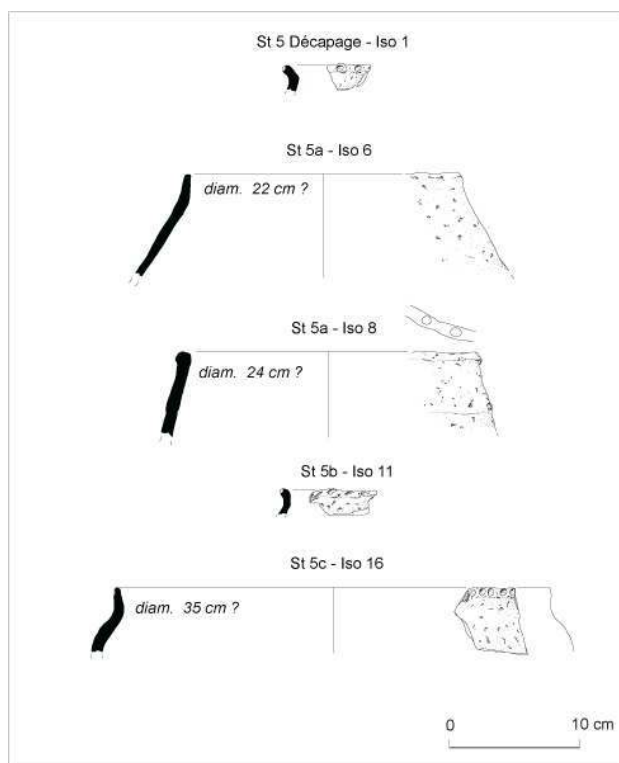 St 5 Décapage - Iso 1
St 5a - Iso 6
diam. 22 cm ?
St 5a - Iso 8
diam. 24 cm ?
St 5b - Iso 11
St 5c - Iso 16
diam. 35 cm ?
0 10 cm